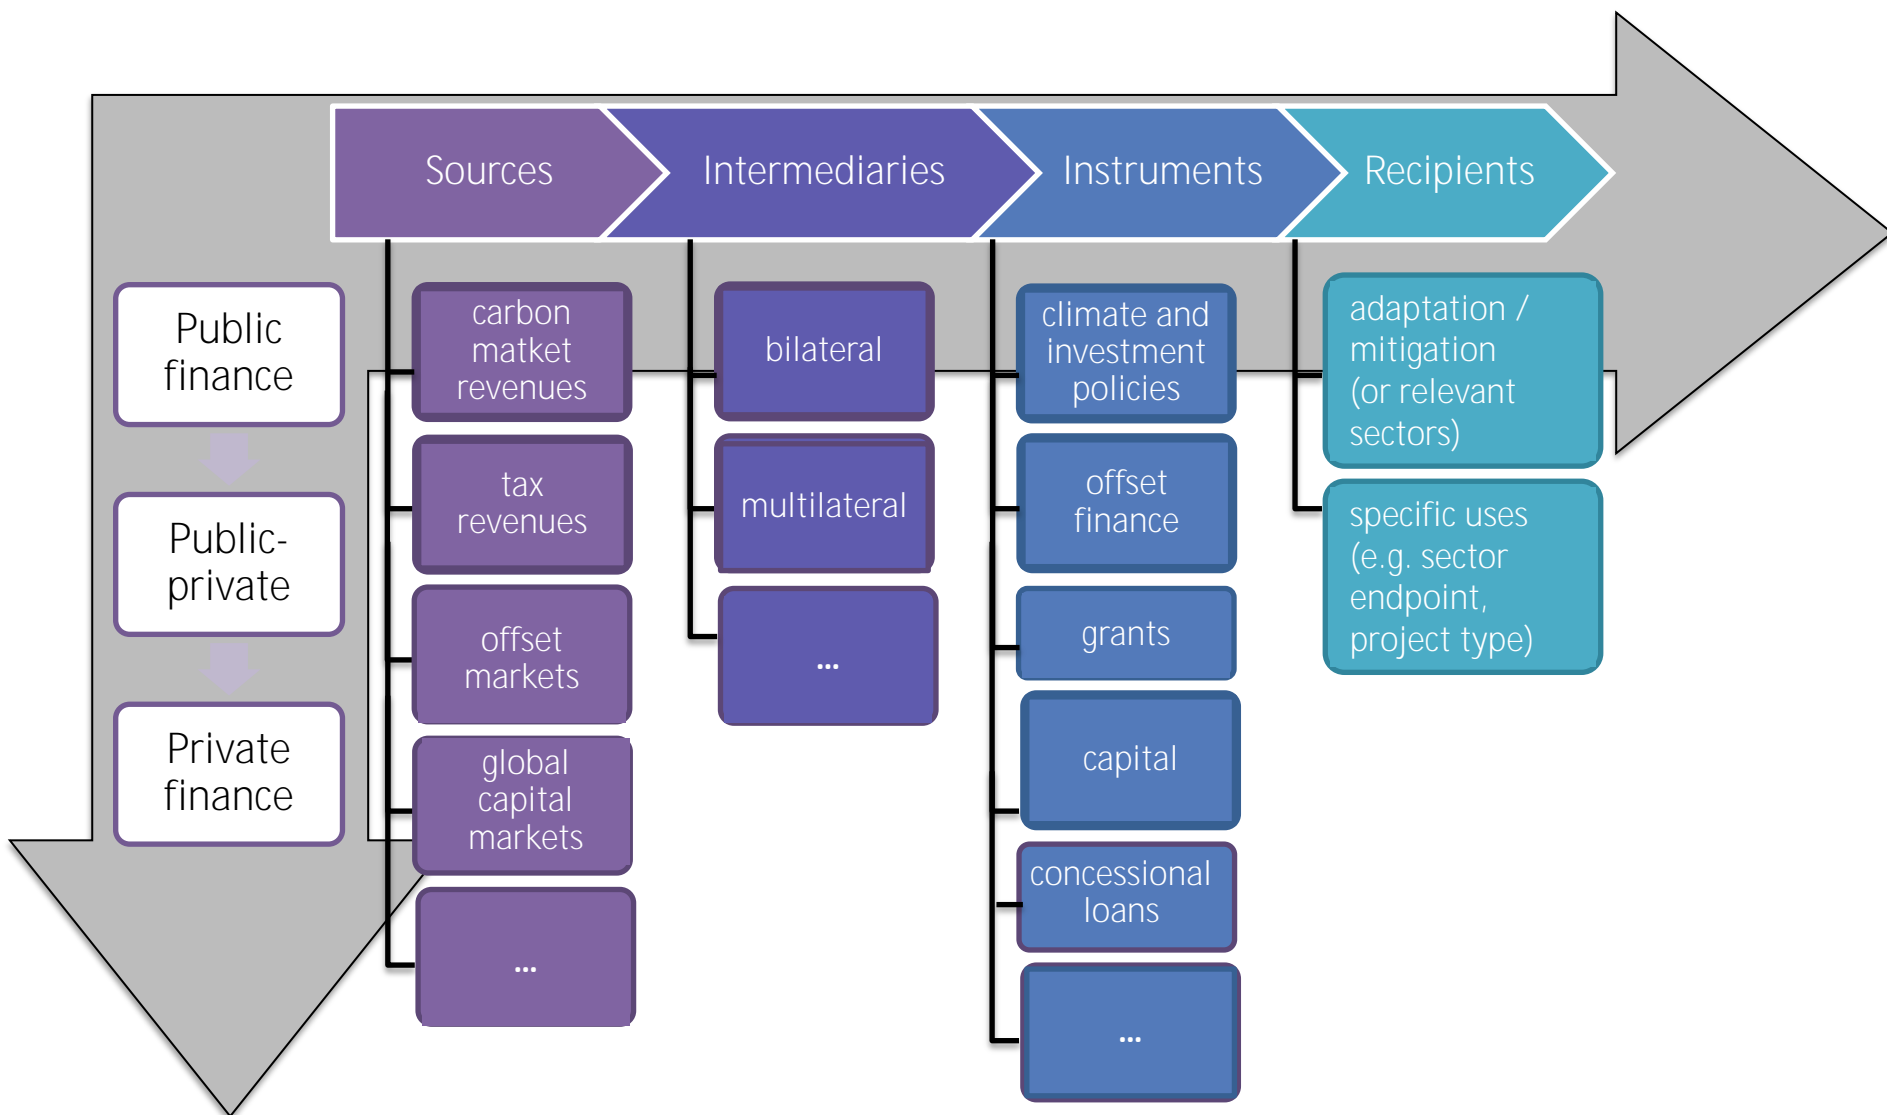 Sources
Intermediaries
Instruments
Recipients
Public
finance
Public-
private
Private
finance
carbon
matket
revenues
tax
revenues
offset
markets
global
capital
markets
...
bilateral
multilateral
...
climate and
investment
policies
offset
finance
grants
capital
concessional
loans
...
adaptation /
mitigation
(or relevant
sectors)
specific uses
(e.g. sector
endpoint,
project type)